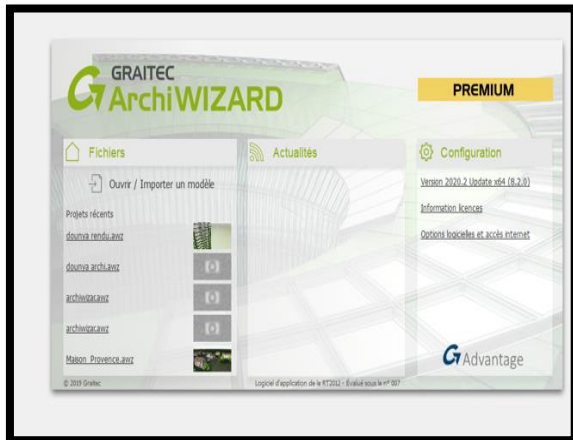 GRAITEC
ArchiWIZARD
PREMIUM
Fichiers
Ouvrir / Importer un modèle
Projets récents
dounya rendu.awz
dounya archi.awz
archiwizac.awz
archiwizac.awz
Maison_Provence.awz
Actualités
Configuration
Version 2020.2 Update x64 (8.2.0)
Information licences
Options logicielles et accès internet
G Advantage
© 2019 Graitec
Logiciel d'application de la RT2012 - Évalué sous le n° 007